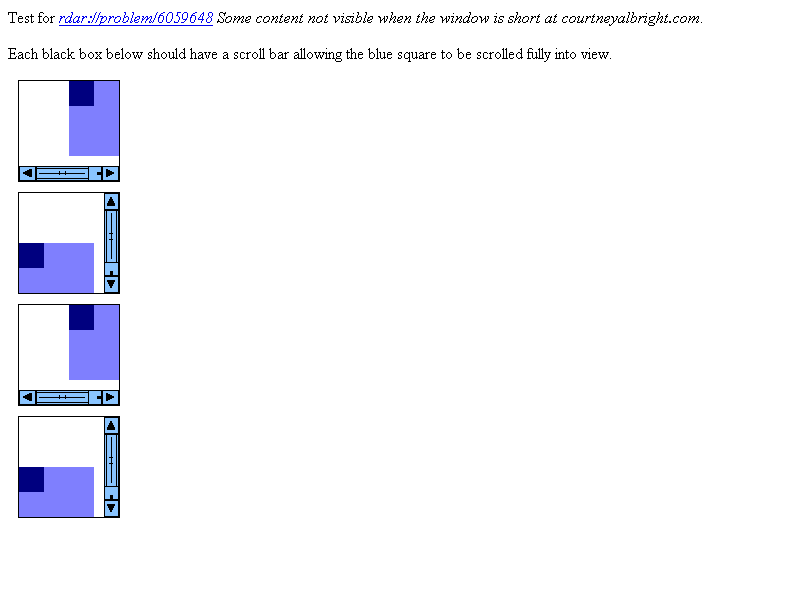 Test for rdar://problem/6059648 Some content not visible when the window is short at courtneyalbright.com.
Each black box below should have a scroll bar allowing the blue square to be scrolled fully into view.